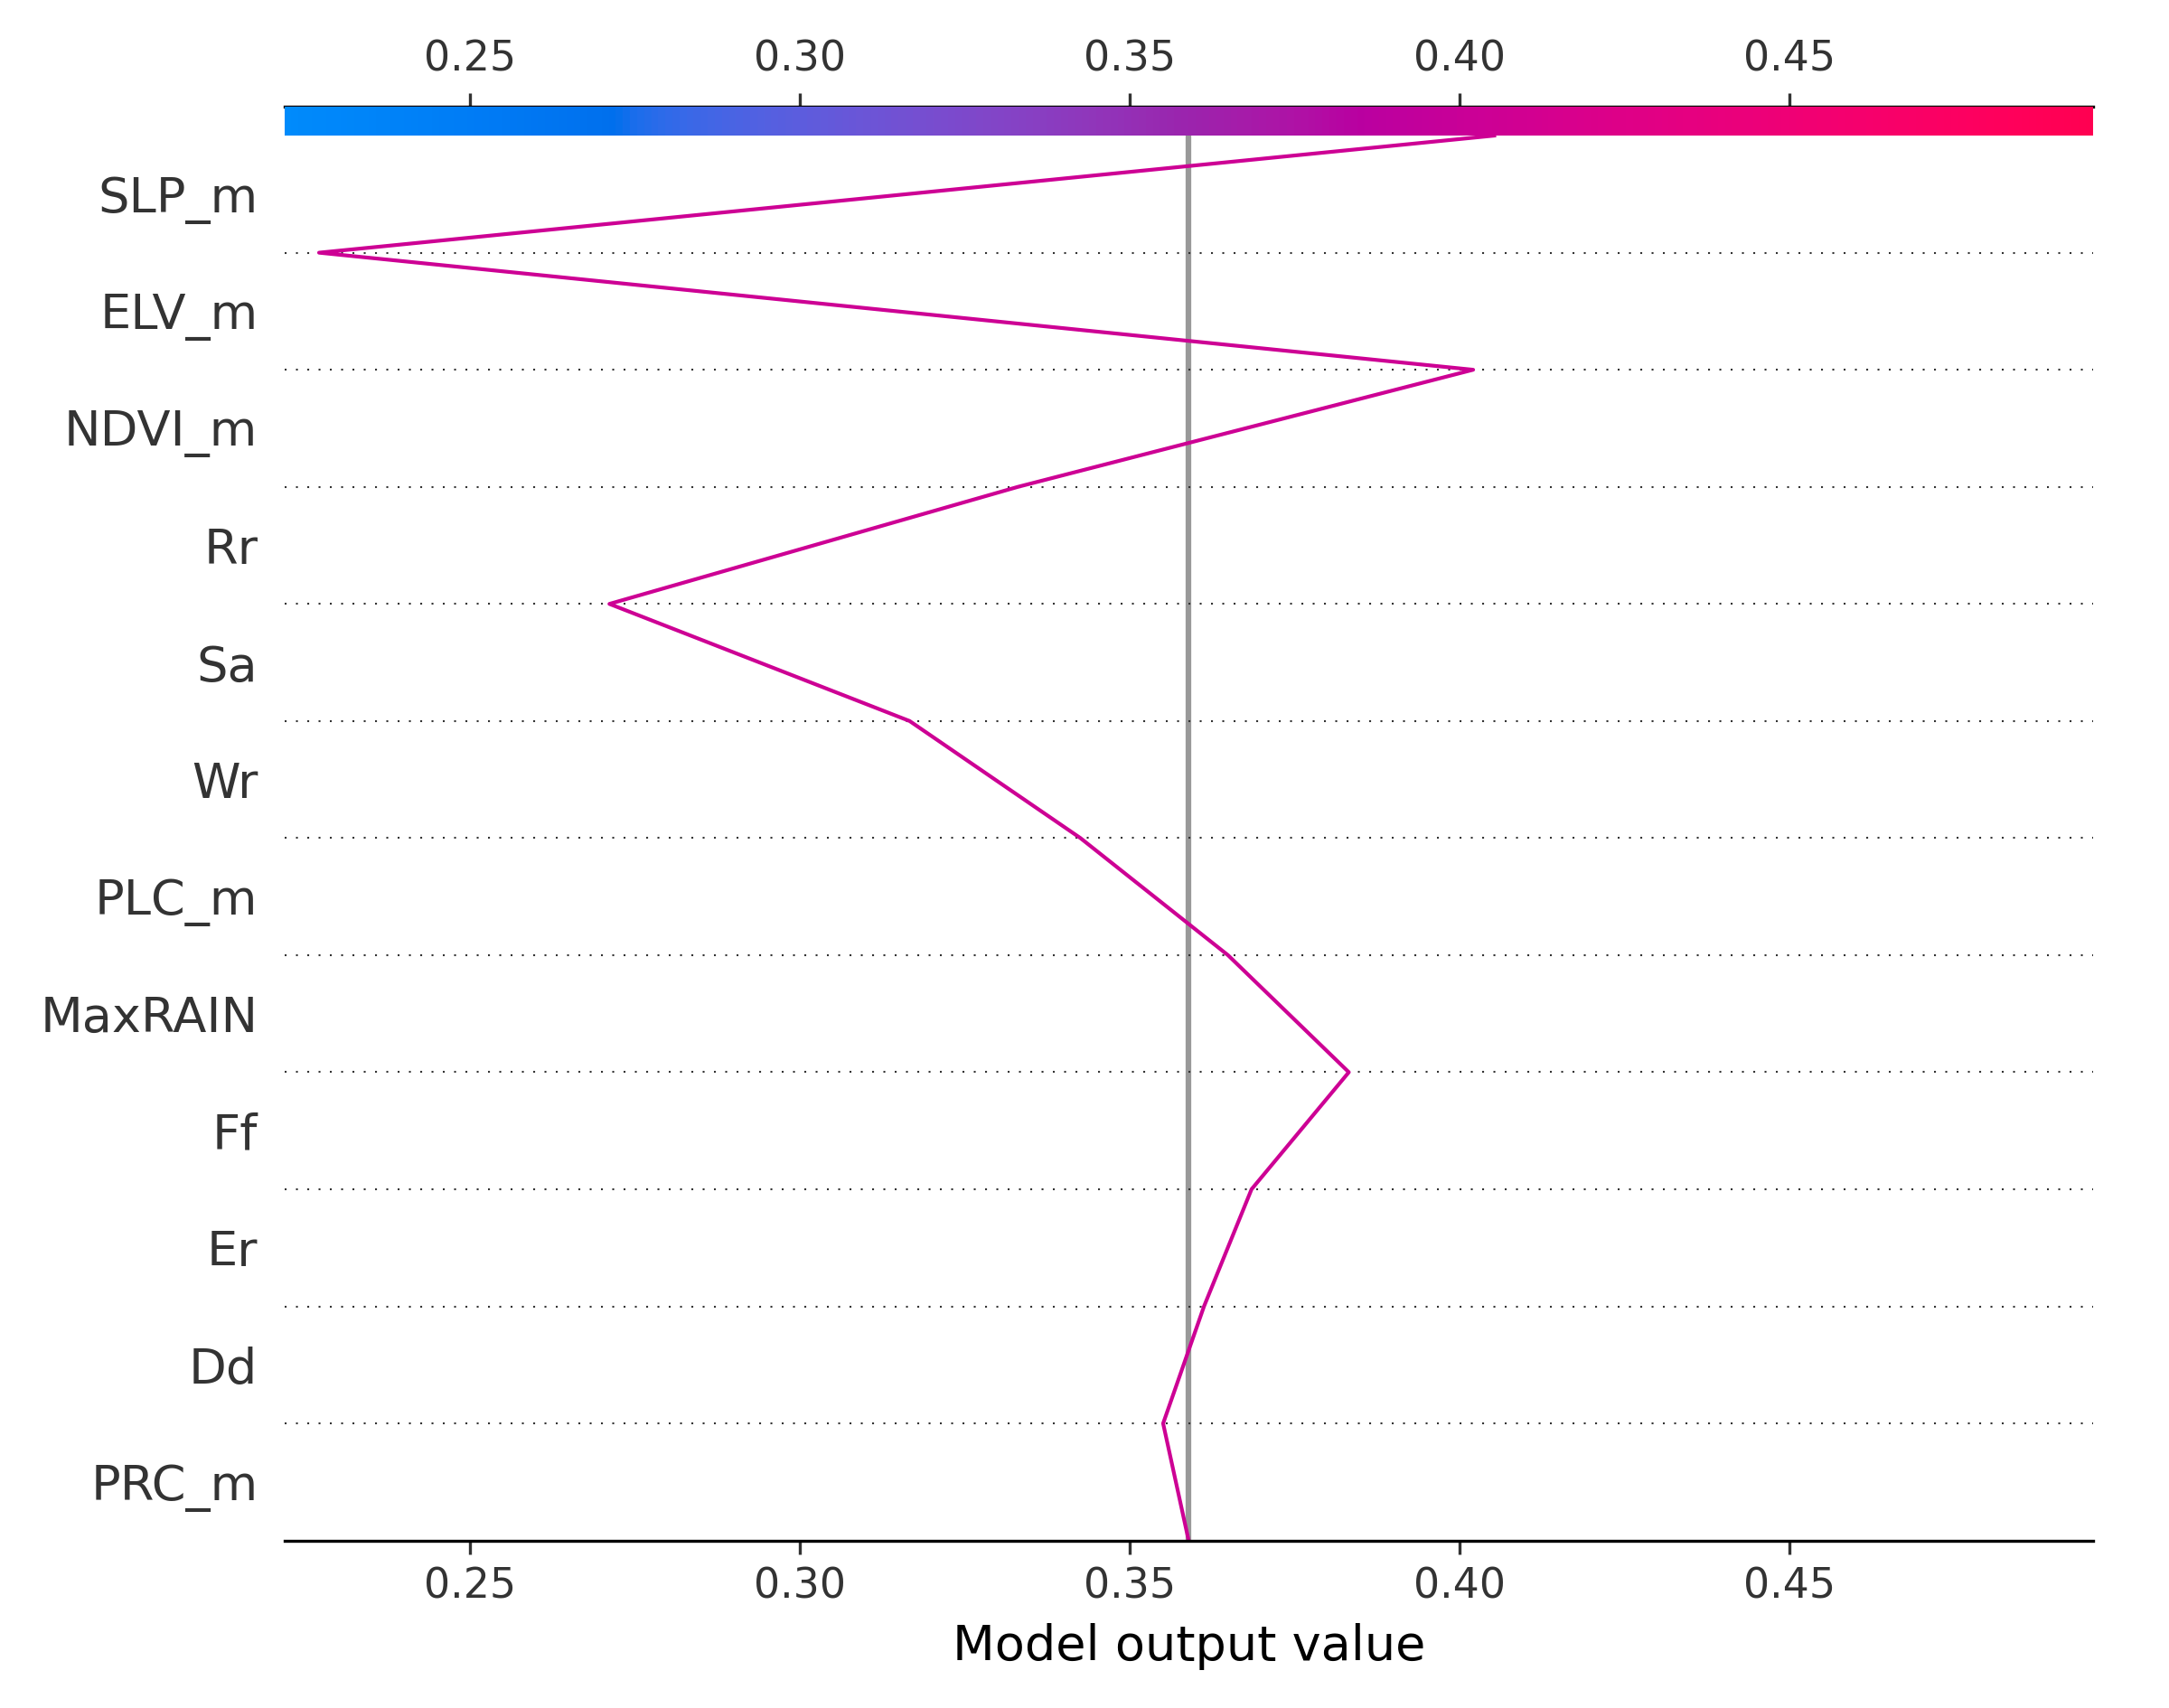 0.25 0.30 0.35 0.40 0.45
SLP_m
ELV_m
NDVI_m
Rr
Sa
Wr
PLC_m
MaxRAIN
Ff
Er
Dd
PRC_m
0.25 0.30 0.35 0.40 0.45
Model output value